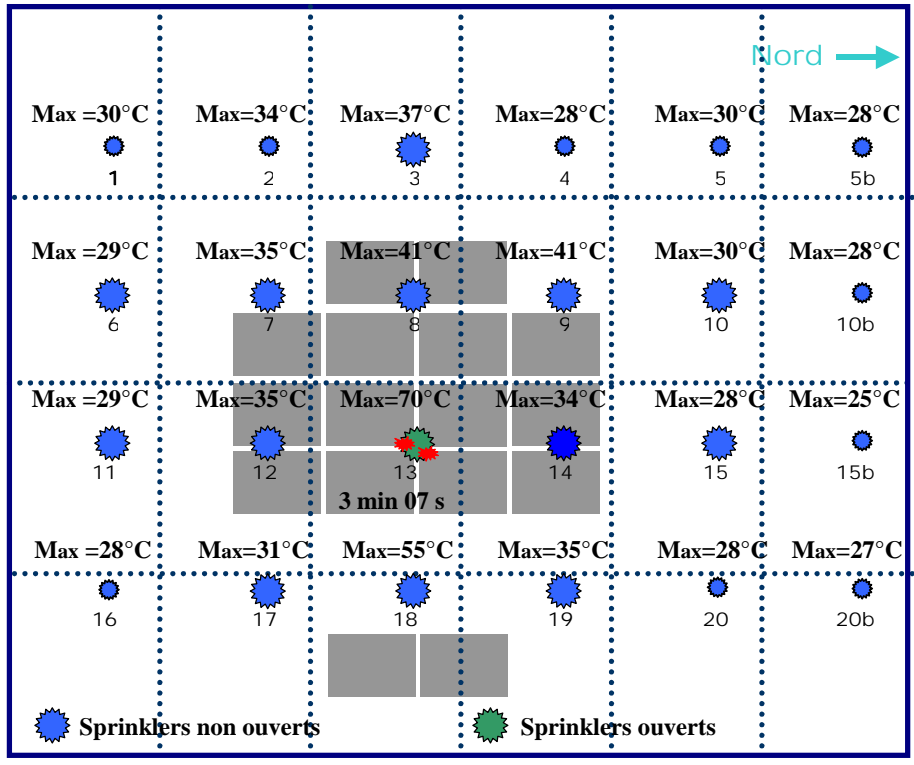 Nord
Max =30°C Max=34°C Max=37°C Max=28°C Max=30°C Max=28°C
1 2 3 4 5 5b
Max =29°C Max=35°C Max=41°C Max=41°C Max=30°C Max=28°C
6 7 8 9 10 10b
Max =29°C Max=35°C Max=70°C Max=34°C Max=28°C Max=25°C
11 12 13 14 15 15b
3 min 07 s
Max =28°C Max=31°C Max=55°C Max=35°C Max=28°C Max=27°C
16 17 18 19 20 20b
Sprinklers non ouverts Sprinklers ouverts